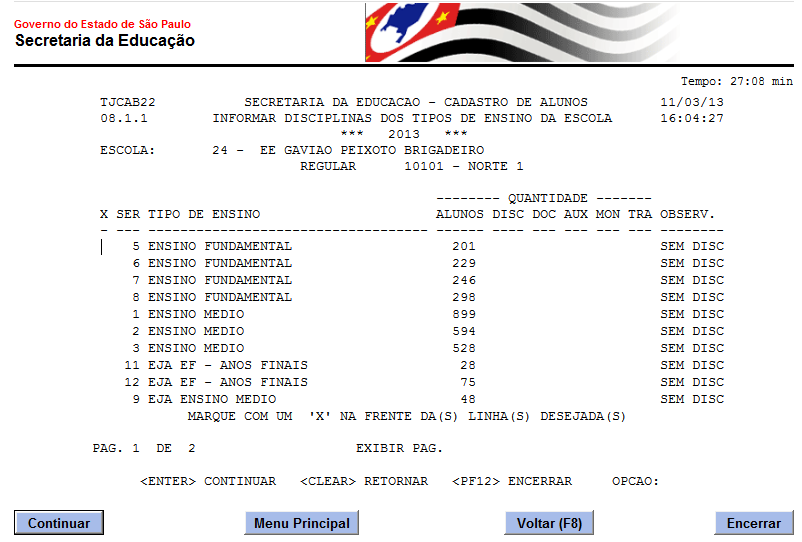 Governo do Estado de São Paulo
Secretaria da Educação
Tempo: 27:08 min
TJCAB22 SECRETARIA DA EDUCACAO - CADASTRO DE ALUNOS 11/03/13
08.1.1 INFORMAR DISCIPLINAS DOS TIPOS DE ENSINO DA ESCOLA 16:04:27
*** 2013 ***
ESCOLA: 24 - EE GAVIAO PEIXOTO BRIGADEIRO
REGULAR 10101 - NORTE 1
-------- QUANTIDADE -------
X SER TIPO DE ENSINO ALUNOS DISC DOC AUX MON TRA OBSERV.
- --- ----------------------------------- ------ ---- --- --- --- --- --------
5 ENSINO FUNDAMENTAL 201 SEM DISC
6 ENSINO FUNDAMENTAL 229 SEM DISC
7 ENSINO FUNDAMENTAL 246 SEM DISC
8 ENSINO FUNDAMENTAL 298 SEM DISC
1 ENSINO MEDIO 899 SEM DISC
2 ENSINO MEDIO 594 SEM DISC
3 ENSINO MEDIO 528 SEM DISC
11 EJA EF - ANOS FINAIS 28 SEM DISC
12 EJA EF - ANOS FINAIS 75 SEM DISC
9 EJA ENSINO MEDIO 48 SEM DISC
MARQUE COM UM 'X' NA FRENTE DA(S) LINHA(S) DESEJADA(S)
PAG. 1 DE 2 EXIBIR PAG.
<ENTER> CONTINUAR <CLEAR> RETORNAR <PF12> ENCERRAR OPCAO:
Continuar Menu Principal Voltar (F8) Encerrar